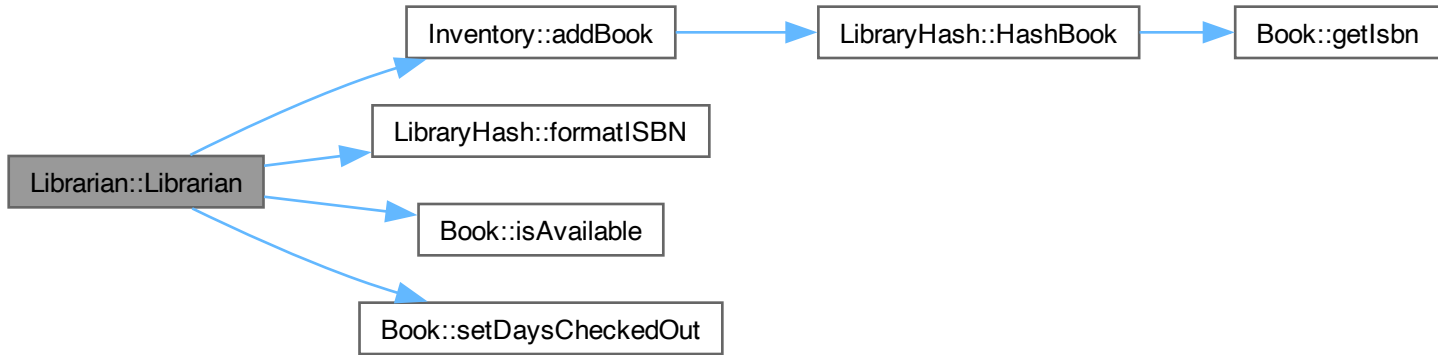 Inventory::addBook
LibraryHash::HashBook
Book::getIsbn
LibraryHash::formatISBN
Librarian::Librarian
Book::isAvailable
Book::setDaysCheckedOut